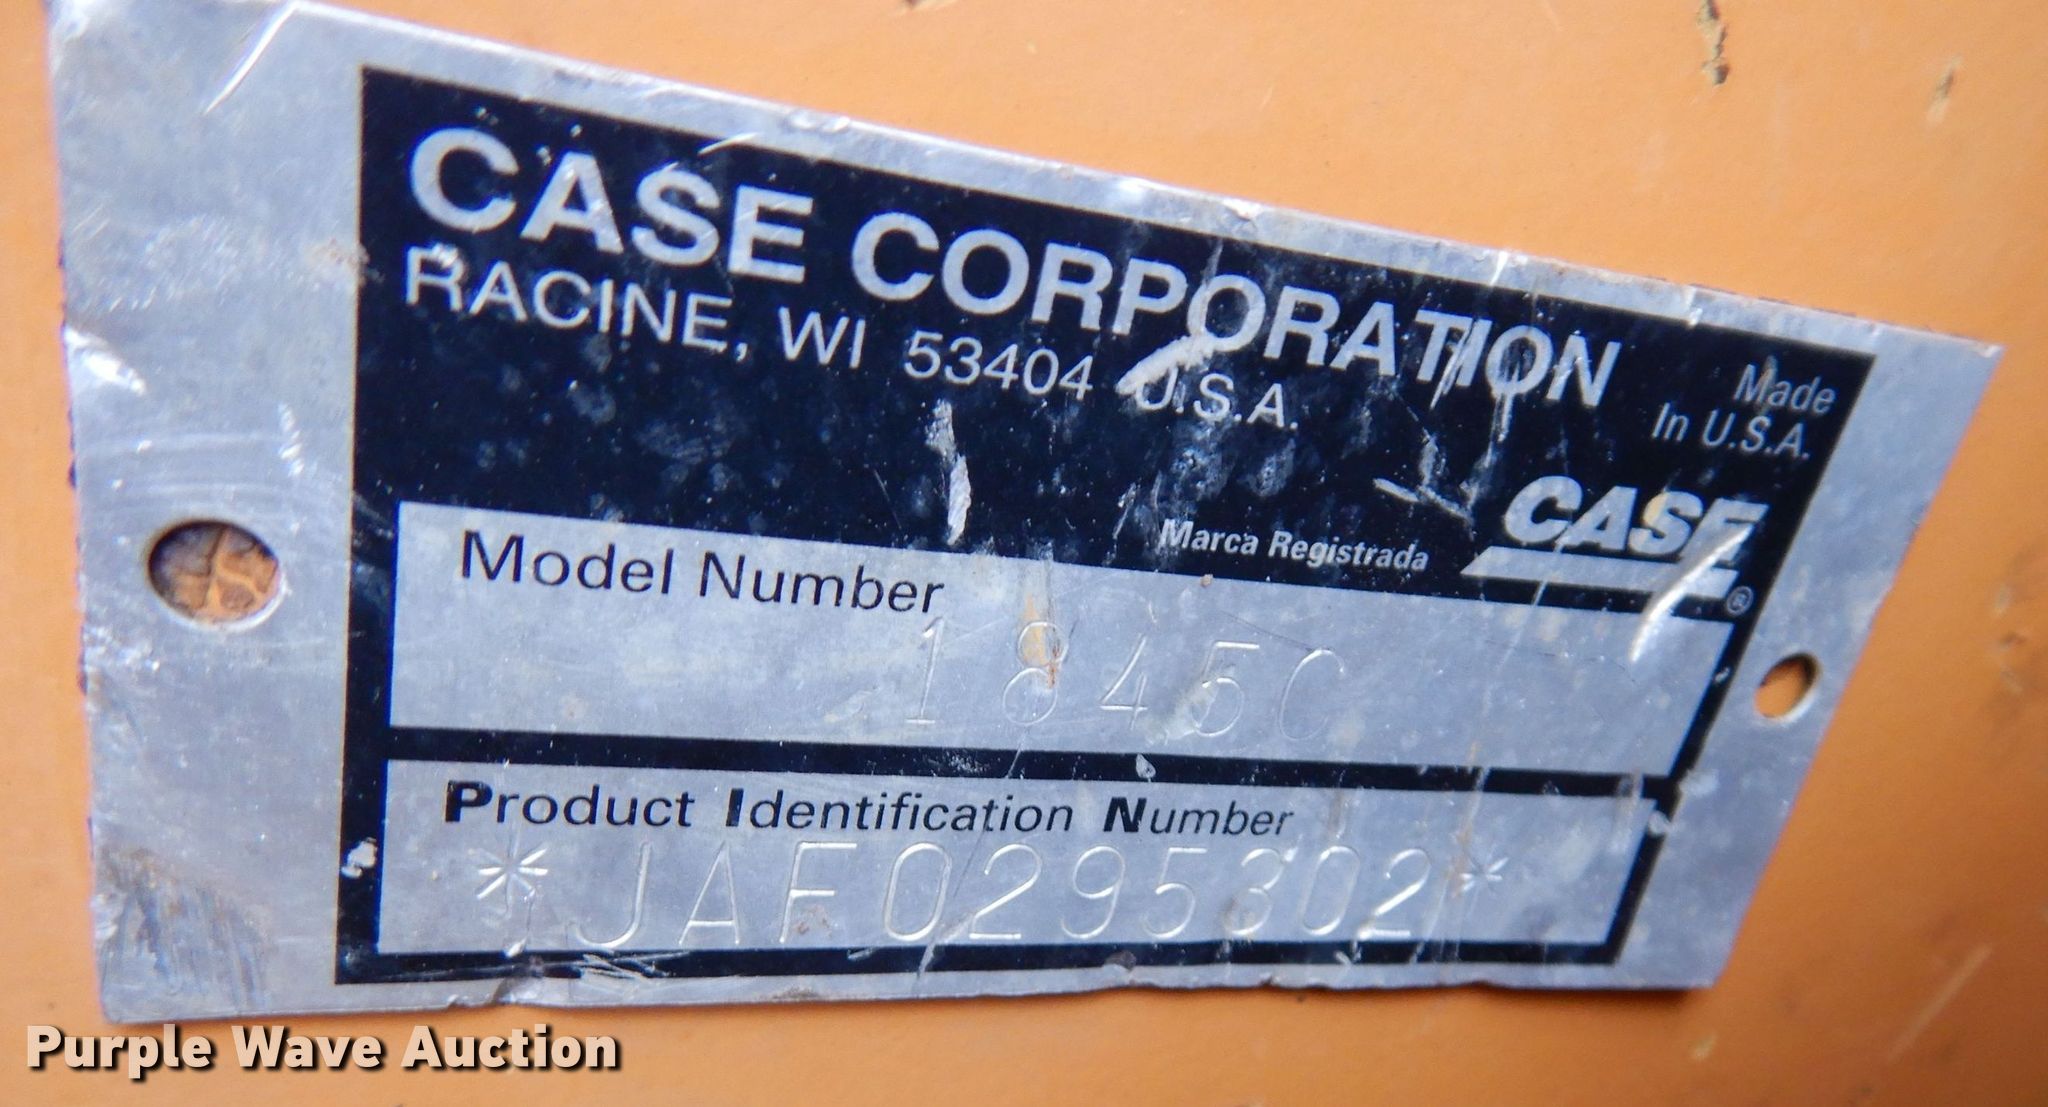 CASE CORPORATION
RACINE, WI 53404 U.S.A.
Made
In U.S.A.
Marca Registrada
CASE®
Model Number
1845C
Product Identification Number
*JAF0295302*
Purple Wave Auction